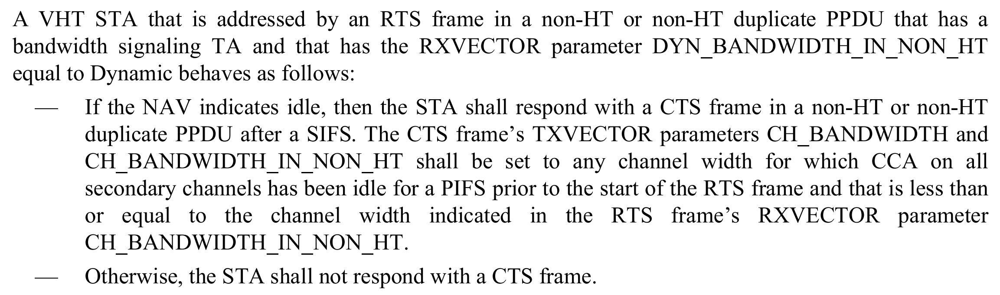 A VHT STA that is addressed by an RTS frame in a non-HT or non-HT duplicate PPDU that has a
bandwidth signaling TA and that has the RXVECTOR parameter DYN_BANDWIDTH_IN_NON_HT
equal to Dynamic behaves as follows:
— If the NAV indicates idle, then the STA shall respond with a CTS frame in a non-HT or non-HT
duplicate PPDU after a SIFS. The CTS frame’s TXVECTOR parameters CH_BANDWIDTH and
CH_BANDWIDTH_IN_NON_HT shall be set to any channel width for which CCA on all
secondary channels has been idle for a PIFS prior to the start of the RTS frame and that is less than
or equal to the channel width indicated in the RTS frame’s RXVECTOR parameter
CH_BANDWIDTH_IN_NON_HT.
— Otherwise, the STA shall not respond with a CTS frame.